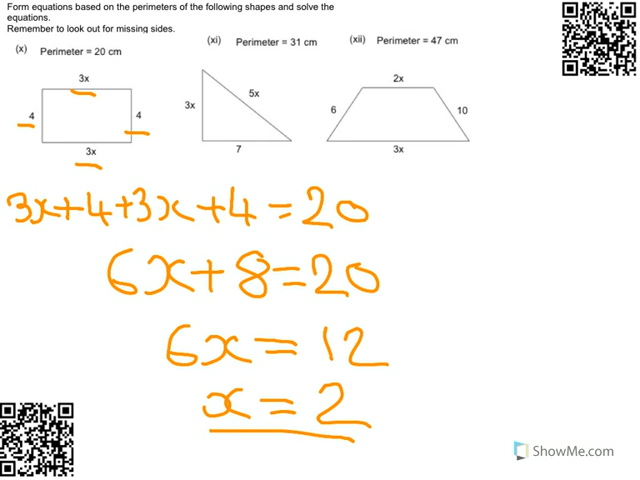 Form equations based on the perimeters of the following shapes and solve the
equations.
Remember to look out for missing sides.
(x) Perimeter = 20 cm
(xi) Perimeter = 31 cm
(xii) Perimeter = 47 cm
3x
4
4
3x
3x
5x
7
2x
6
10
3x
3x+4+3x+4=20
6x+8=20
6x=12
x=2
ShowMe.com